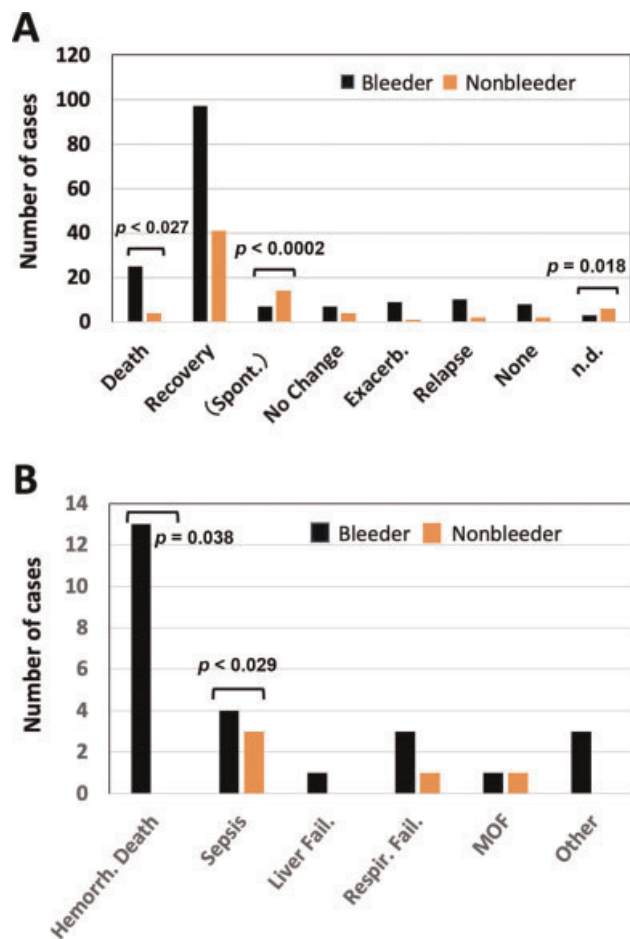 A
Number of cases
120
100
80
60
40
20
0
Bleeder Nonbleeder
p < 0.027
p < 0.0002
p = 0.018
Death
Recovery
(Spont.)
No Change
Exacerb.
Relapse
None
n.d.
B
Number of cases
14
12
10
8
6
4
2
0
Bleeder Nonbleeder
p = 0.038
p < 0.029
Hemorrh. Death
Sepsis
Liver Fail.
Respir. Fail.
MOF
Other